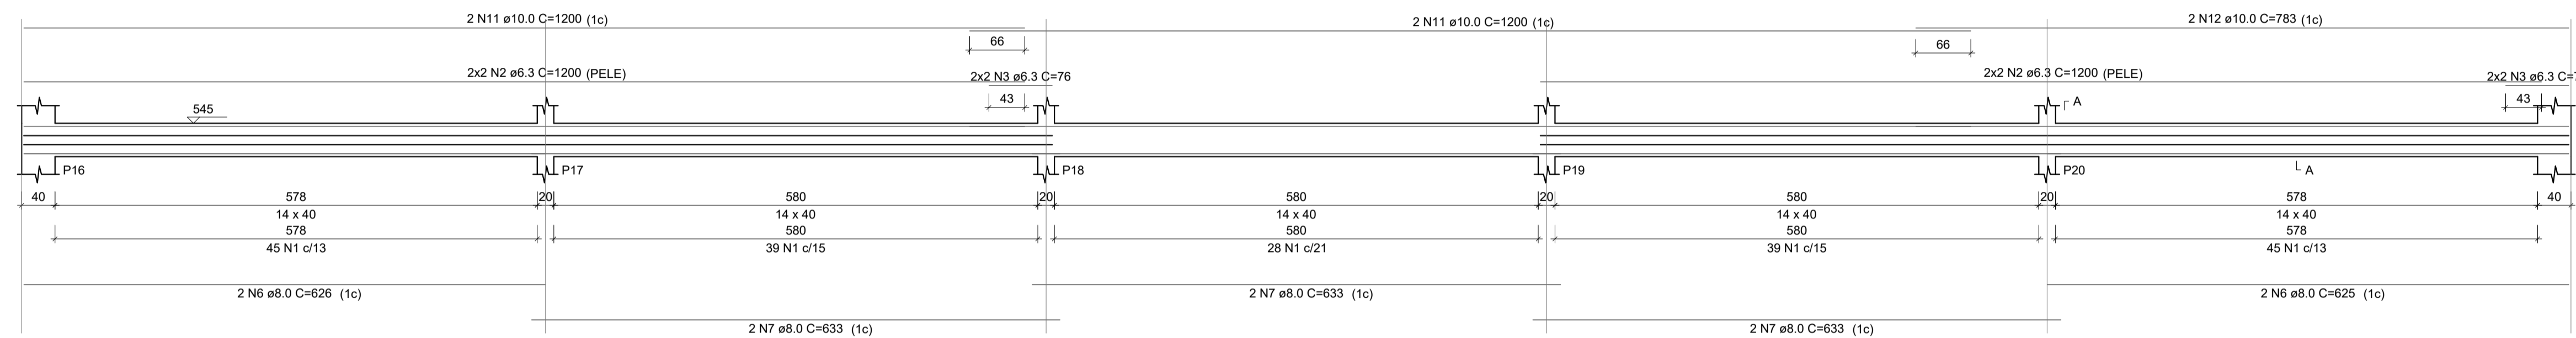 2 N11 ø10.0 C=1200 (1c)
2 N11 ø10.0 C=1200 (1c)
2 N12 ø10.0 C=783 (1c)
66
66
2x2 N2 ø6.3 C=1200 (PELE)
2x2 N3 ø6.3 C=76
2x2 N2 ø6.3 C=1200 (PELE)
2x2 N3 ø6.3 C=
43
43
545
A
P16
P17
P18
P19
P20
A
40 578 20 580 20 580 20 580 20 578 40
14 x 40
14 x 40
14 x 40
14 x 40
14 x 40
578 580 580 580 578
45 N1 c/13
39 N1 c/15
28 N1 c/21
39 N1 c/15
45 N1 c/13
2 N6 ø8.0 C=626 (1c)
2 N7 ø8.0 C=633 (1c)
2 N6 ø8.0 C=625 (1c)
2 N7 ø8.0 C=633 (1c)
2 N7 ø8.0 C=633 (1c)